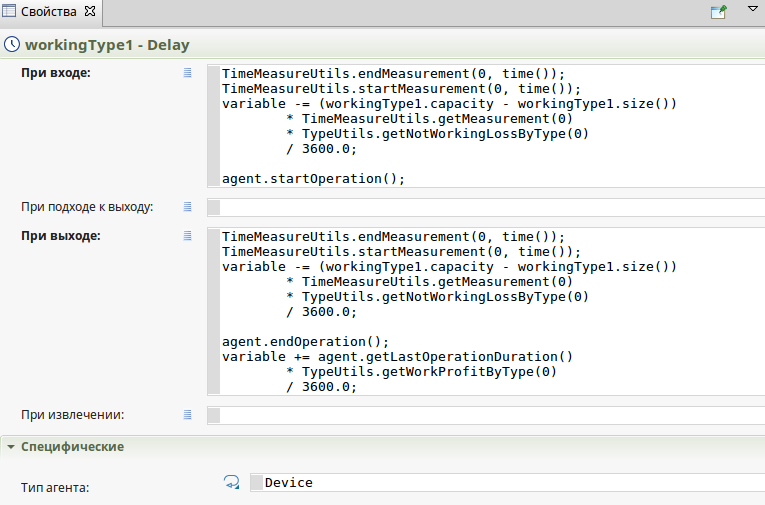 Свойства
workingType1 - Delay
При входе:
TimeMeasureUtils.endMeasurement(0, time());
TimeMeasureUtils.startMeasurement(0, time());
variable -= (workingType1.capacity - workingType1.size())
* TimeMeasureUtils.getMeasurement(0)
* TypeUtils.getNotWorkingLossByType(0)
/ 3600.0;
agent.startOperation();
При подходе к выходу:
При выходе:
TimeMeasureUtils.endMeasurement(0, time());
TimeMeasureUtils.startMeasurement(0, time());
variable -= (workingType1.capacity - workingType1.size())
* TimeMeasureUtils.getMeasurement(0)
* TypeUtils.getNotWorkingLossByType(0)
/ 3600.0;
agent.endOperation();
variable += agent.getLastOperationDuration()
* TypeUtils.getWorkProfitByType(0)
/ 3600.0;
При извлечении:
Специфические
Тип агента:
Device